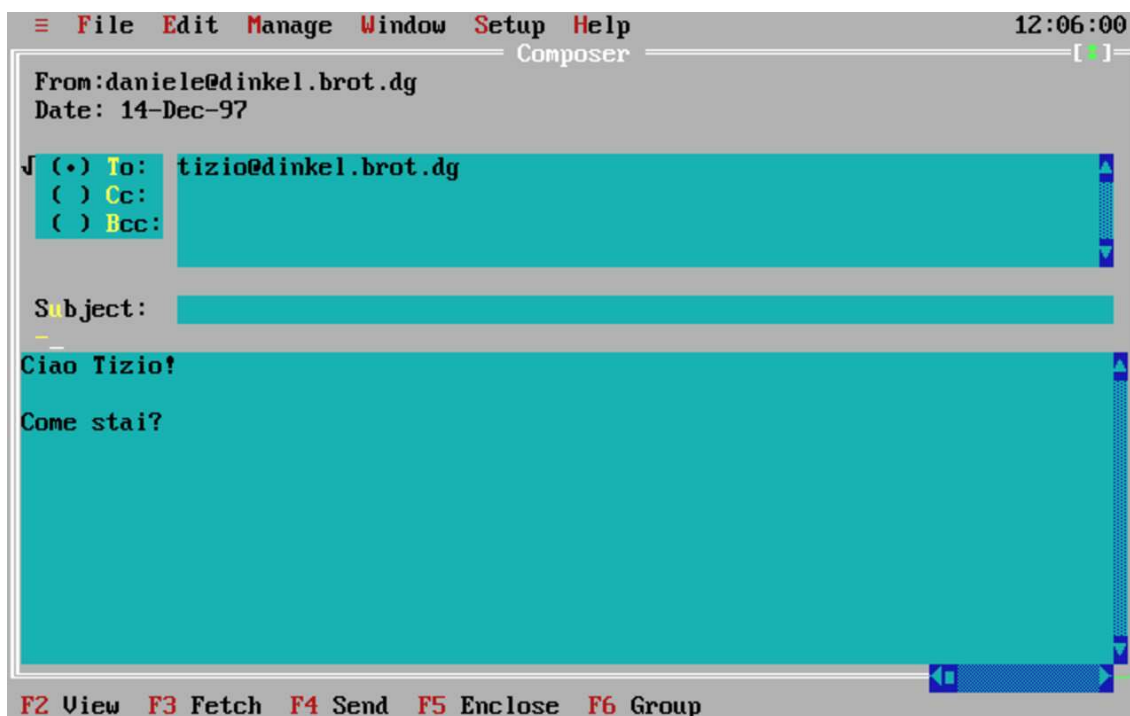 ≡ File Edit Manage Window Setup Help 12:06:00
Composer
From:daniele@dinkel.brot.dg
Date: 14-Dec-97
√ (•) To: tizio@dinkel.brot.dg
( ) Cc:
( ) Bcc:
Subject:
Ciao Tizio!
Come stai?
F2 View F3 Fetch F4 Send F5 Enclose F6 Group